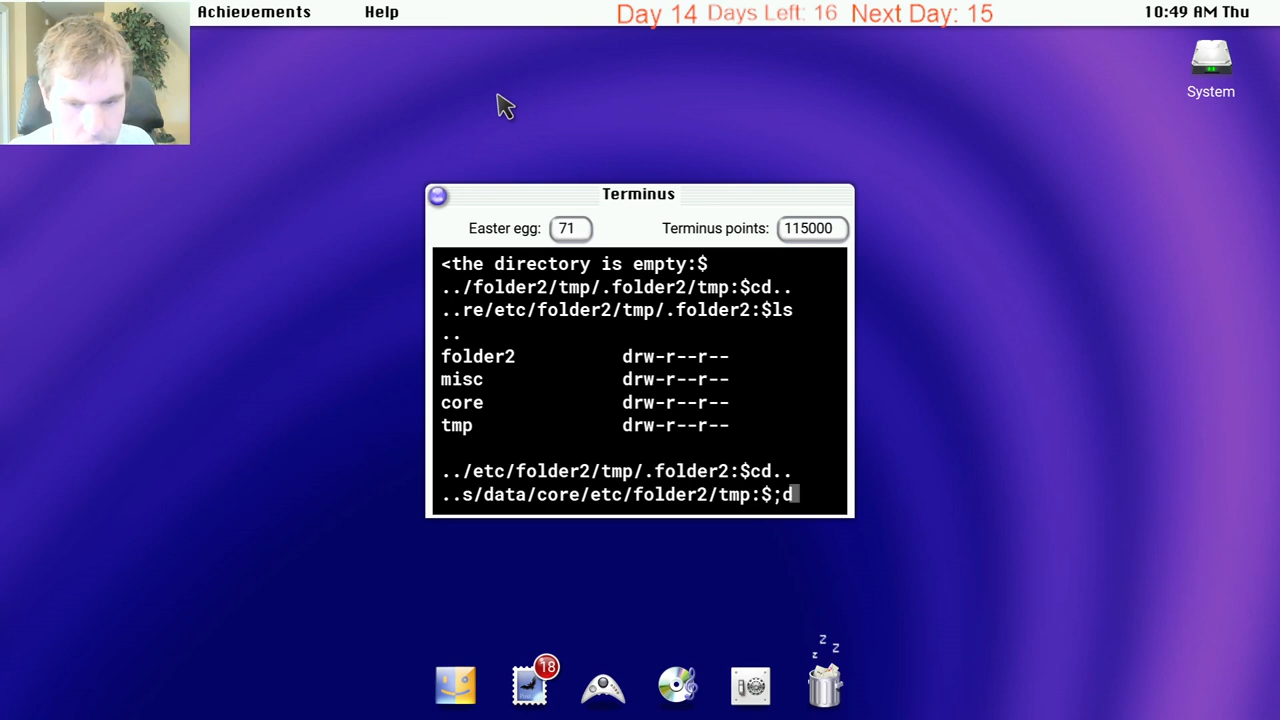 Achievements Help Day 14 Days Left: 16 Next Day: 15 10:49 AM Thu
System
Terminus
Easter egg: 71 Terminus points: 115000
<the directory is empty:$
../folder2/tmp/.folder2/tmp:$cd..
..re/etc/folder2/tmp/.folder2:$ls
..
folder2 drw-r--r--
misc drw-r--r--
core drw-r--r--
tmp drw-r--r--
../etc/folder2/tmp/.folder2:$cd..
..s/data/core/etc/folder2/tmp:$;d
z z z
18